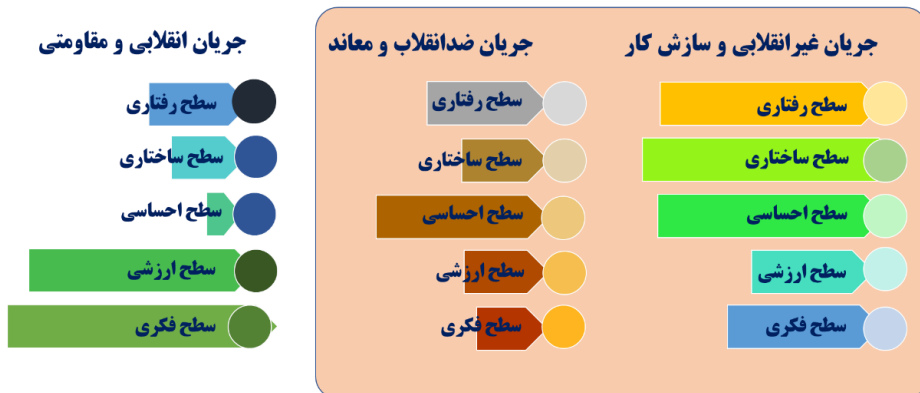 جریان غیرانقلابی و سازش کار
سطح رفتاری
سطح ساختاری
سطح احساسی
سطح ارزشی
سطح فکری
جریان ضدانقلاب و معاند
سطح رفتاری
سطح ساختاری
سطح احساسی
سطح ارزشی
سطح فکری
جریان انقلابی و مقاومتی
سطح رفتاری
سطح ساختاری
سطح احساسی
سطح ارزشی
سطح فکری